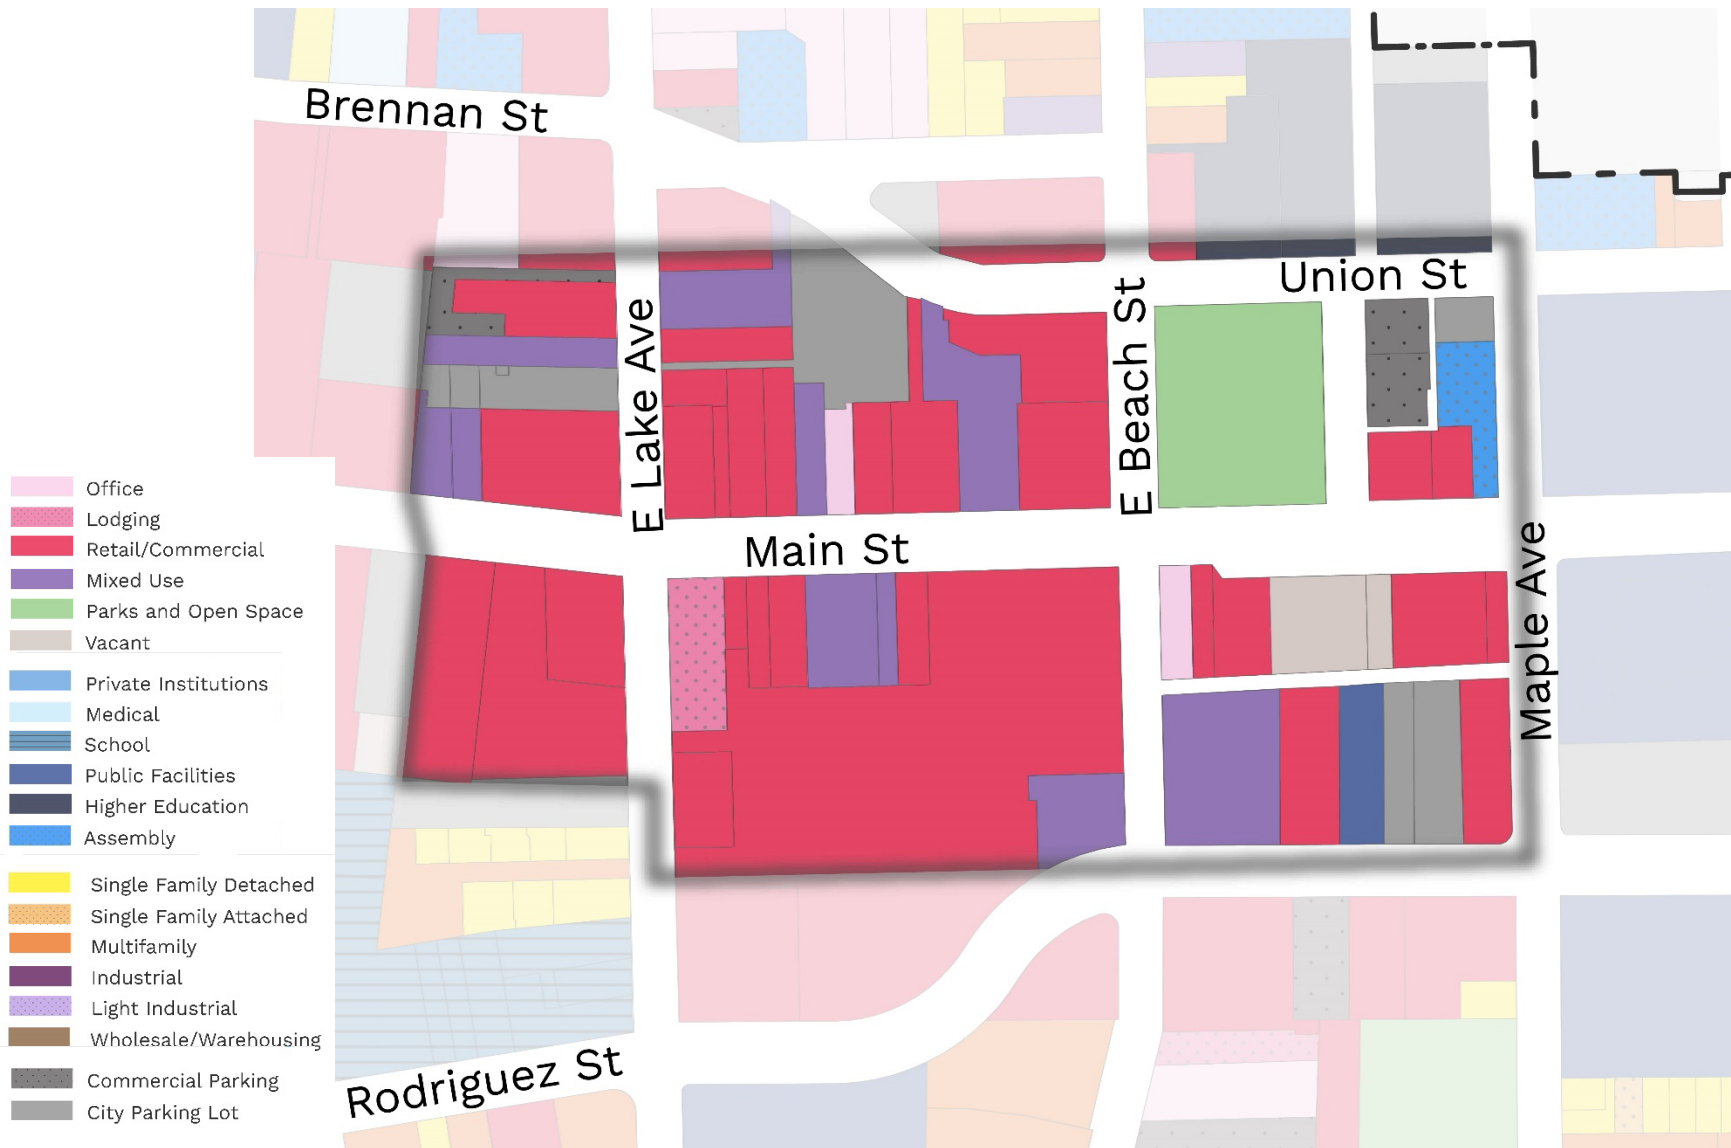 Brennan St
Union St
E Lake Ave
E Beach St
Main St
Maple Ave
Rodriguez St
Office
Lodging
Retail/Commercial
Mixed Use
Parks and Open Space
Vacant
Private Institutions
Medical
School
Public Facilities
Higher Education
Assembly
Single Family Detached
Single Family Attached
Multifamily
Industrial
Light Industrial
Wholesale/Warehousing
Commercial Parking
City Parking Lot